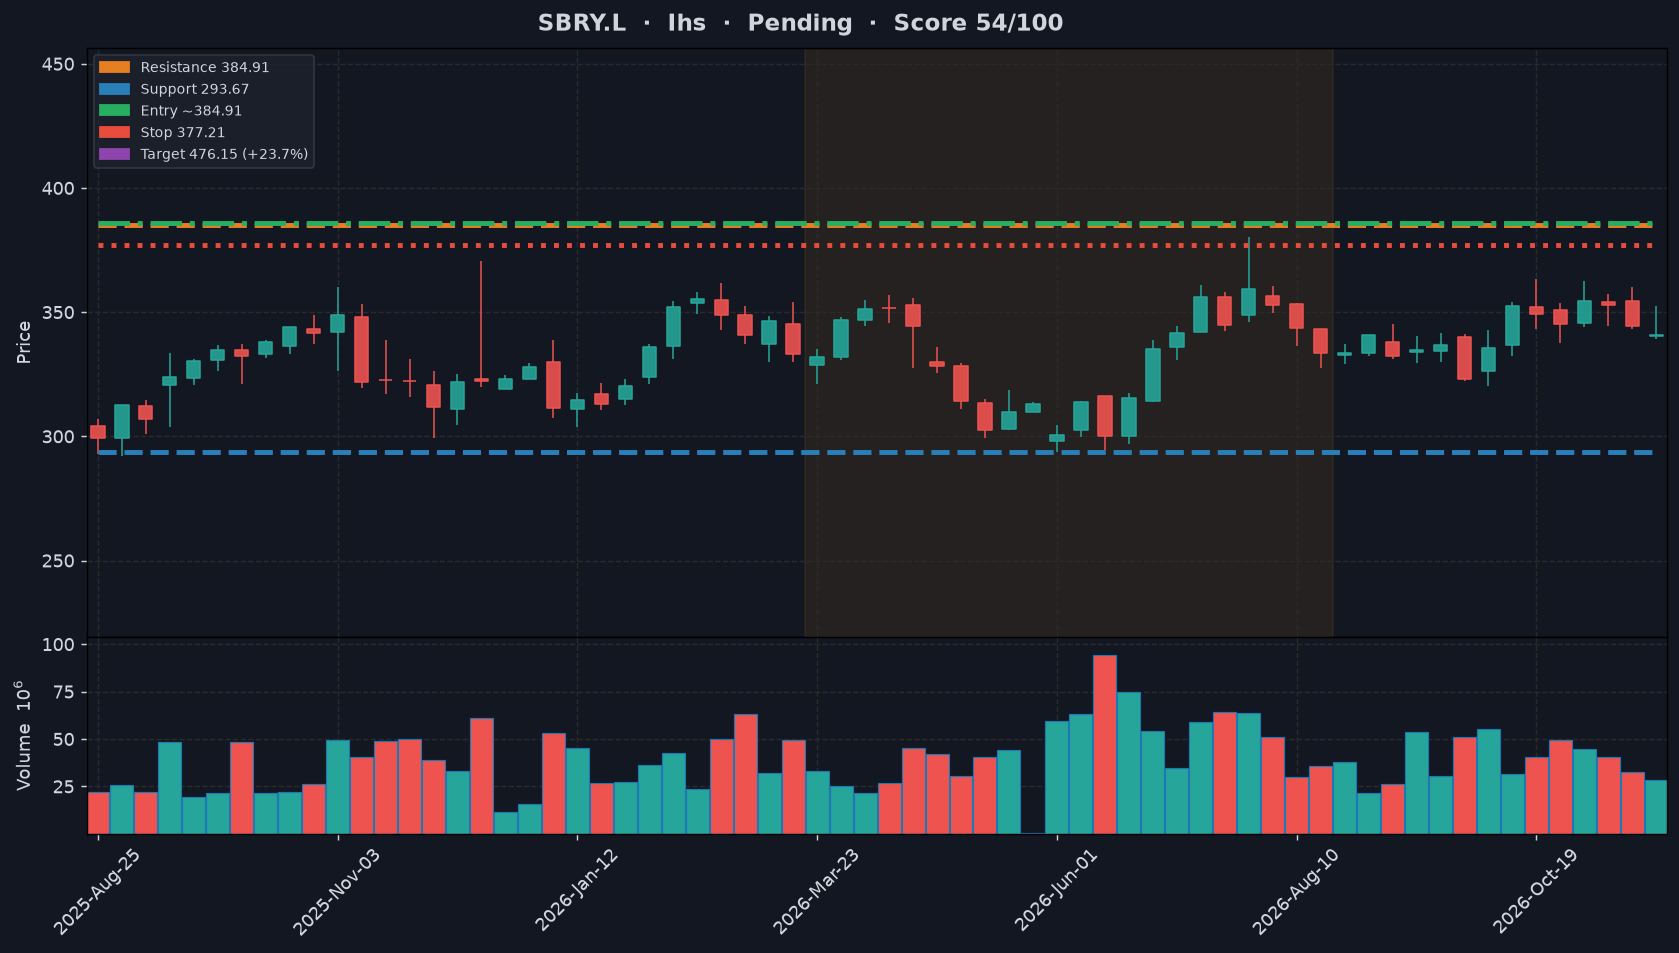 SBRY.L · Ihs · Pending · Score 54/100
Resistance 384.91
Support 293.67
Entry ~384.91
Stop 377.21
Target 476.15 (+23.7%)
450
400
350
300
250
Price
100
75
50
25
Volume 10⁶
2025-Aug-25
2025-Nov-03
2026-Jan-12
2026-Mar-23
2026-Jun-01
2026-Aug-10
2026-Oct-19